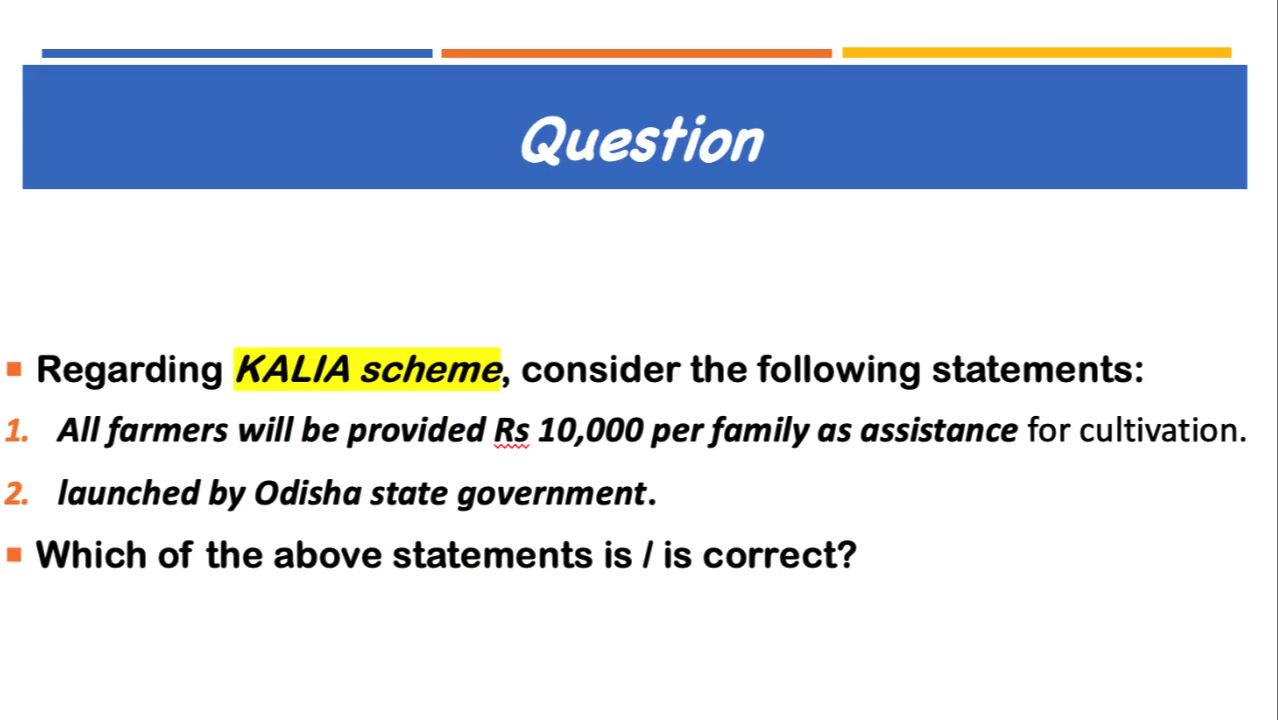 Question
Regarding KALIA scheme, consider the following statements:
1. All farmers will be provided Rs 10,000 per family as assistance for cultivation.
2. launched by Odisha state government.
Which of the above statements is / is correct?